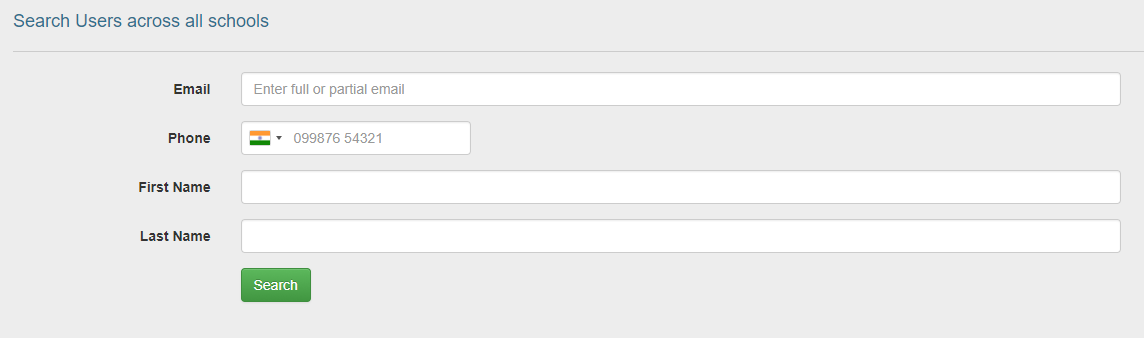 Search Users across all schools
Email
Enter full or partial email
Phone
099876 54321
First Name
Last Name
Search